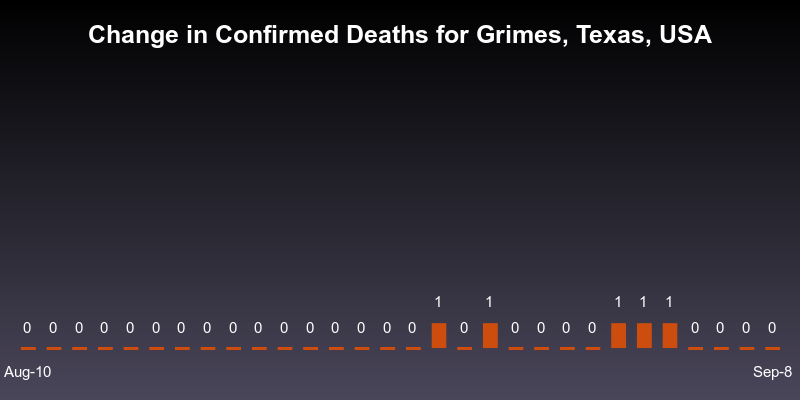 Change in Confirmed Deaths for Grimes, Texas, USA
1 1 1 1 1
0 0 0 0 0 0 0 0 0 0 0 0 0 0 0 0 0 0 0 0 0 0 0 0 0
Aug-10 Sep-8